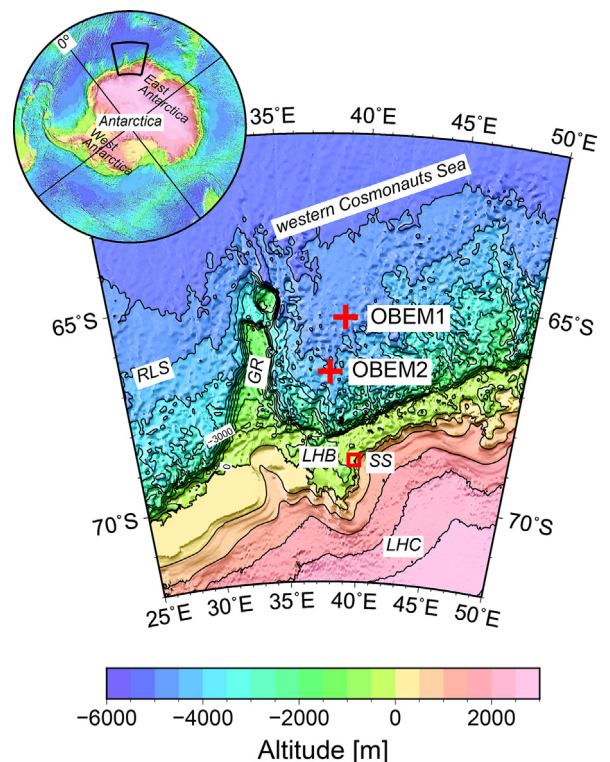 0°
East
Antarctica
Antarctica
West
Antarctica
35°E
40°E
45°E
50°E
western Cosmonauts Sea
65°S
OBEM1
65°S
OBEM2
RLS
GR
−3000
0
LHB
SS
70°S
70°S
LHC
25°E
30°E
35°E
40°E
45°E
50°E
−6000
−4000
−2000
0
2000
Altitude [m]